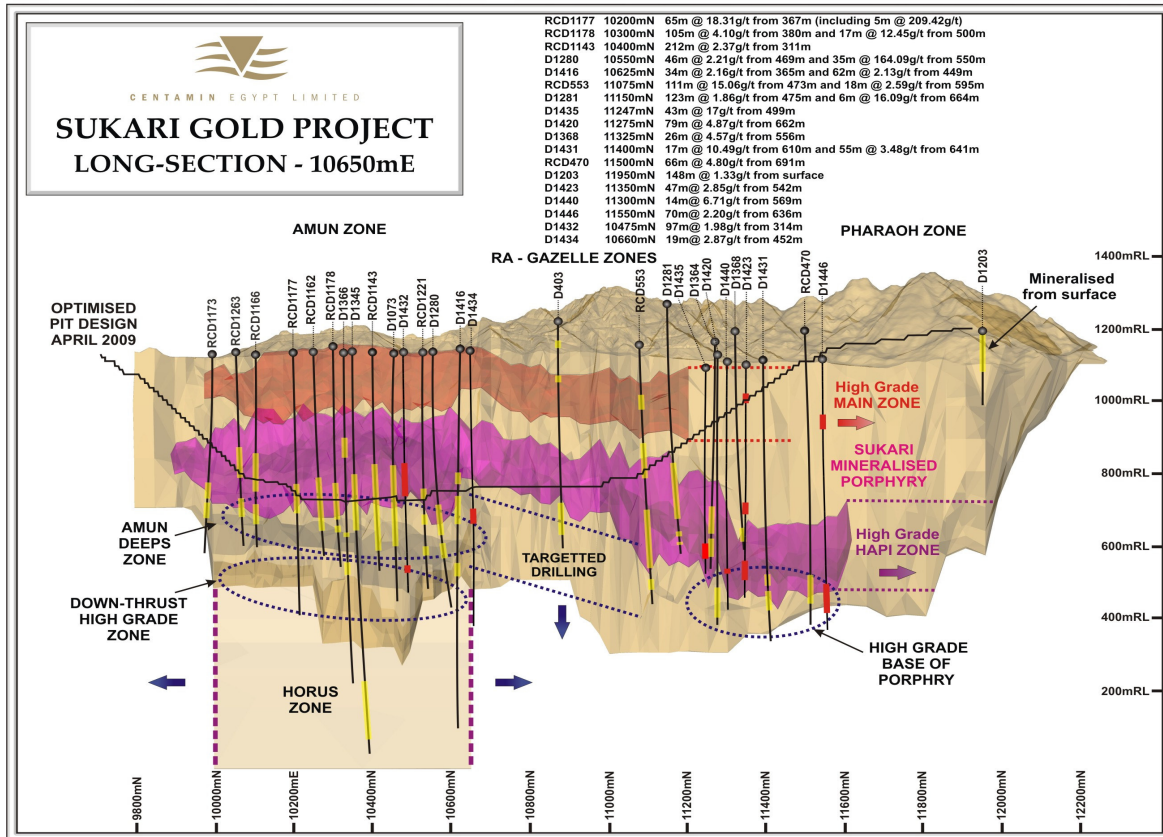 CENTAMIN EGYPT LIMITED
SUKARI GOLD PROJECT
LONG-SECTION - 10650mE
RCD1177 10200mN 65m @ 18.31g/t from 367m (including 5m @ 209.42g/t)
RCD1178 10300mN 105m @ 4.10g/t from 380m and 17m @ 12.45g/t from 500m
RCD1143 10400mN 212m @ 2.37g/t from 311m
D1280 10550mN 46m @ 2.21g/t from 469m and 35m @ 164.09g/t from 550m
D1416 10625mN 34m @ 2.16g/t from 365m and 62m @ 2.13g/t from 449m
RCD553 11075mN 111m @ 15.06g/t from 473m and 18m @ 2.59g/t from 595m
D1281 11150mN 123m @ 1.86g/t from 475m and 6m @ 16.09g/t from 664m
D1435 11247mN 43m @ 17g/t from 499m
D1420 11275mN 79m @ 4.87g/t from 662m
D1368 11325mN 26m @ 4.57g/t from 556m
D1431 11400mN 17m @ 10.49g/t from 610m and 55m @ 3.48g/t from 641m
RCD470 11500mN 66m @ 4.80g/t from 691m
D1203 11950mN 148m @ 1.33g/t from surface
D1423 11350mN 47m@ 2.85g/t from 542m
D1440 11300mN 14m@ 6.71g/t from 569m
D1446 11550mN 70m@ 2.20g/t from 636m
D1432 10475mN 97m@ 1.98g/t from 314m
D1434 10660mN 19m@ 2.87g/t from 452m
AMUN ZONE
RA - GAZELLE ZONES
PHARAOH ZONE
RCD1173
RCD1263
RCD1166
RCD1177
RCD1162
RCD1178
D1366
D1345
RCD1143
D1073
D1432
RCD1221
D1280
D1416
D1434
D403
RCD553
D1281
D1435
D1364
D1420
D1440
D1368
D1423
D1431
RCD470
D1446
D1203
Mineralised
from surface
OPTIMISED
PIT DESIGN
APRIL 2009
1400mRL
1200mRL
1000mRL
800mRL
600mRL
400mRL
200mRL
High Grade
MAIN ZONE
SUKARI
MINERALISED
PORPHYRY
High Grade
HAPI ZONE
AMUN
DEEPS
ZONE
TARGETTED
DRILLING
DOWN-THRUST
HIGH GRADE
ZONE
HIGH GRADE
BASE OF
PORPHRY
HORUS
ZONE
9800mN
10000mN
10200mE
10400mN
10600mN
10800mN
11000mN
11200mN
11400mN
11600mN
11800mN
12000mN
12200mN